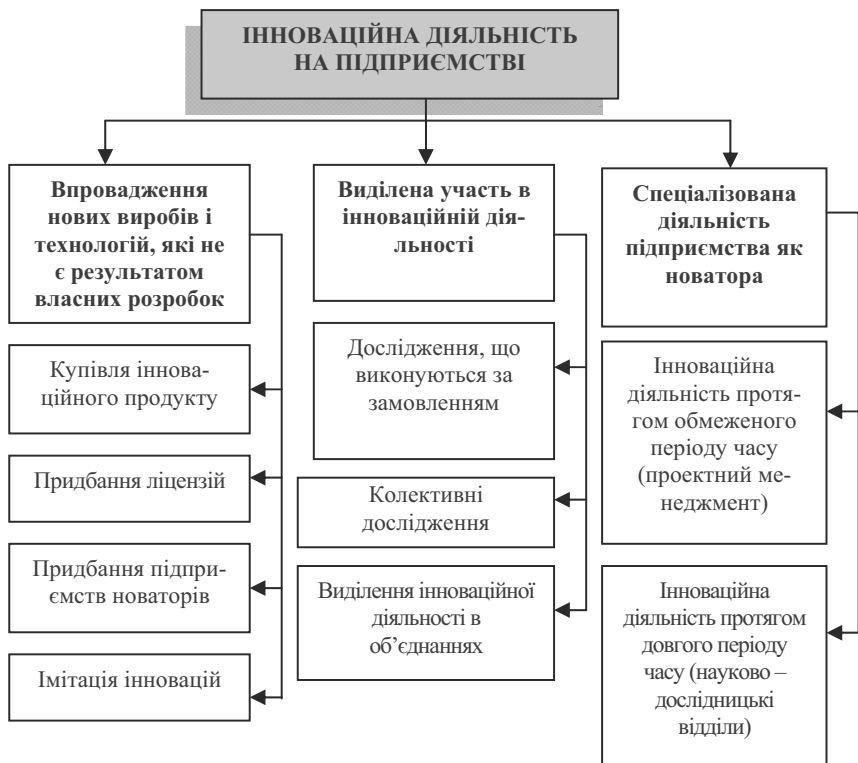 ІННОВАЦІЙНА ДІЯЛЬНІСТЬ
НА ПІДПРИЄМСТВІ
Впровадження
нових виробів і
технологій, які не
є результатом
власних розробок
Купівля іннова-
ційного продукту
Придбання ліцензій
Придбання підпри-
ємств новаторів
Імітація інновацій
Виділена участь в
інноваційній дія-
льності
Дослідження, що
виконуються за
замовленням
Колективні
дослідження
Виділення інноваційної
діяльності в
об’єднаннях
Спеціалізована
діяльність
підприємства як
новатора
Інноваційна
діяльність протя-
гом обмеженого
періоду часу
(проектний ме-
неджмент)
Інноваційна
діяльність протягом
довгого періоду
часу (науково –
дослідницькі
відділи)